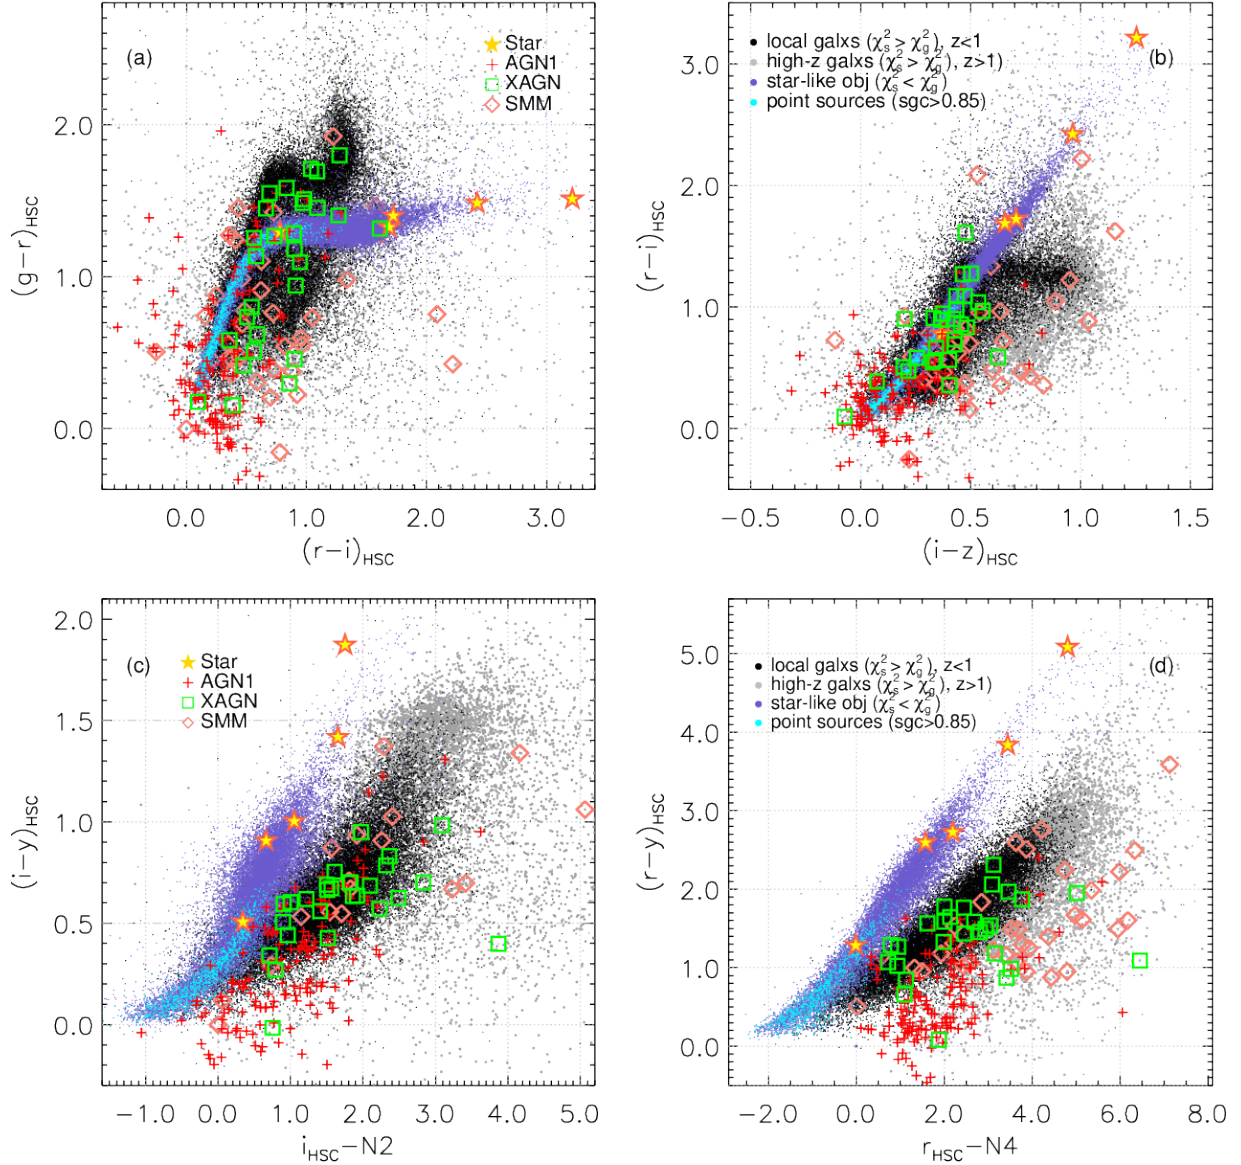 (a)
Star
AGN1
XAGN
SMM
2.0
1.0
0.0
(g−r)HSC
0.0 1.0 2.0 3.0
(r−i)HSC
local galxs (χs² > χg²), z<1
high-z galxs (χs² > χg²), z>1)
star-like obj (χs² < χg²)
point sources (sgc>0.85)
(b)
3.0
2.0
1.0
0.0
(r−i)HSC
−0.5 0.0 0.5 1.0 1.5
(i−z)HSC
(c)
Star
AGN1
XAGN
SMM
2.0
1.5
1.0
0.5
0.0
(i−y)HSC
−1.0 0.0 1.0 2.0 3.0 4.0 5.0
iHSC−N2
local galxs (χs² > χg²), z<1
high-z galxs (χs² > χg²), z>1)
star-like obj (χs² < χg²)
point sources (sgc>0.85)
(d)
5.0
4.0
3.0
2.0
1.0
0.0
(r−y)HSC
−2.0 0.0 2.0 4.0 6.0 8.0
rHSC−N4